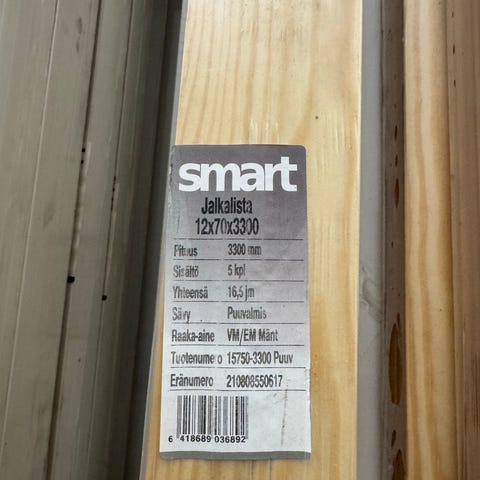 smart
Jalkalista
12x70x3300
Pituus 3300 mm
Sisältö 5 kpl
Yhteensä 16,5 jm
Sävy Puuvalmis
Raaka-aine VM/EM Mänt
Tuotenumero 15750-3300 Puuv
Eränumero 210808550617
6 418689 036892